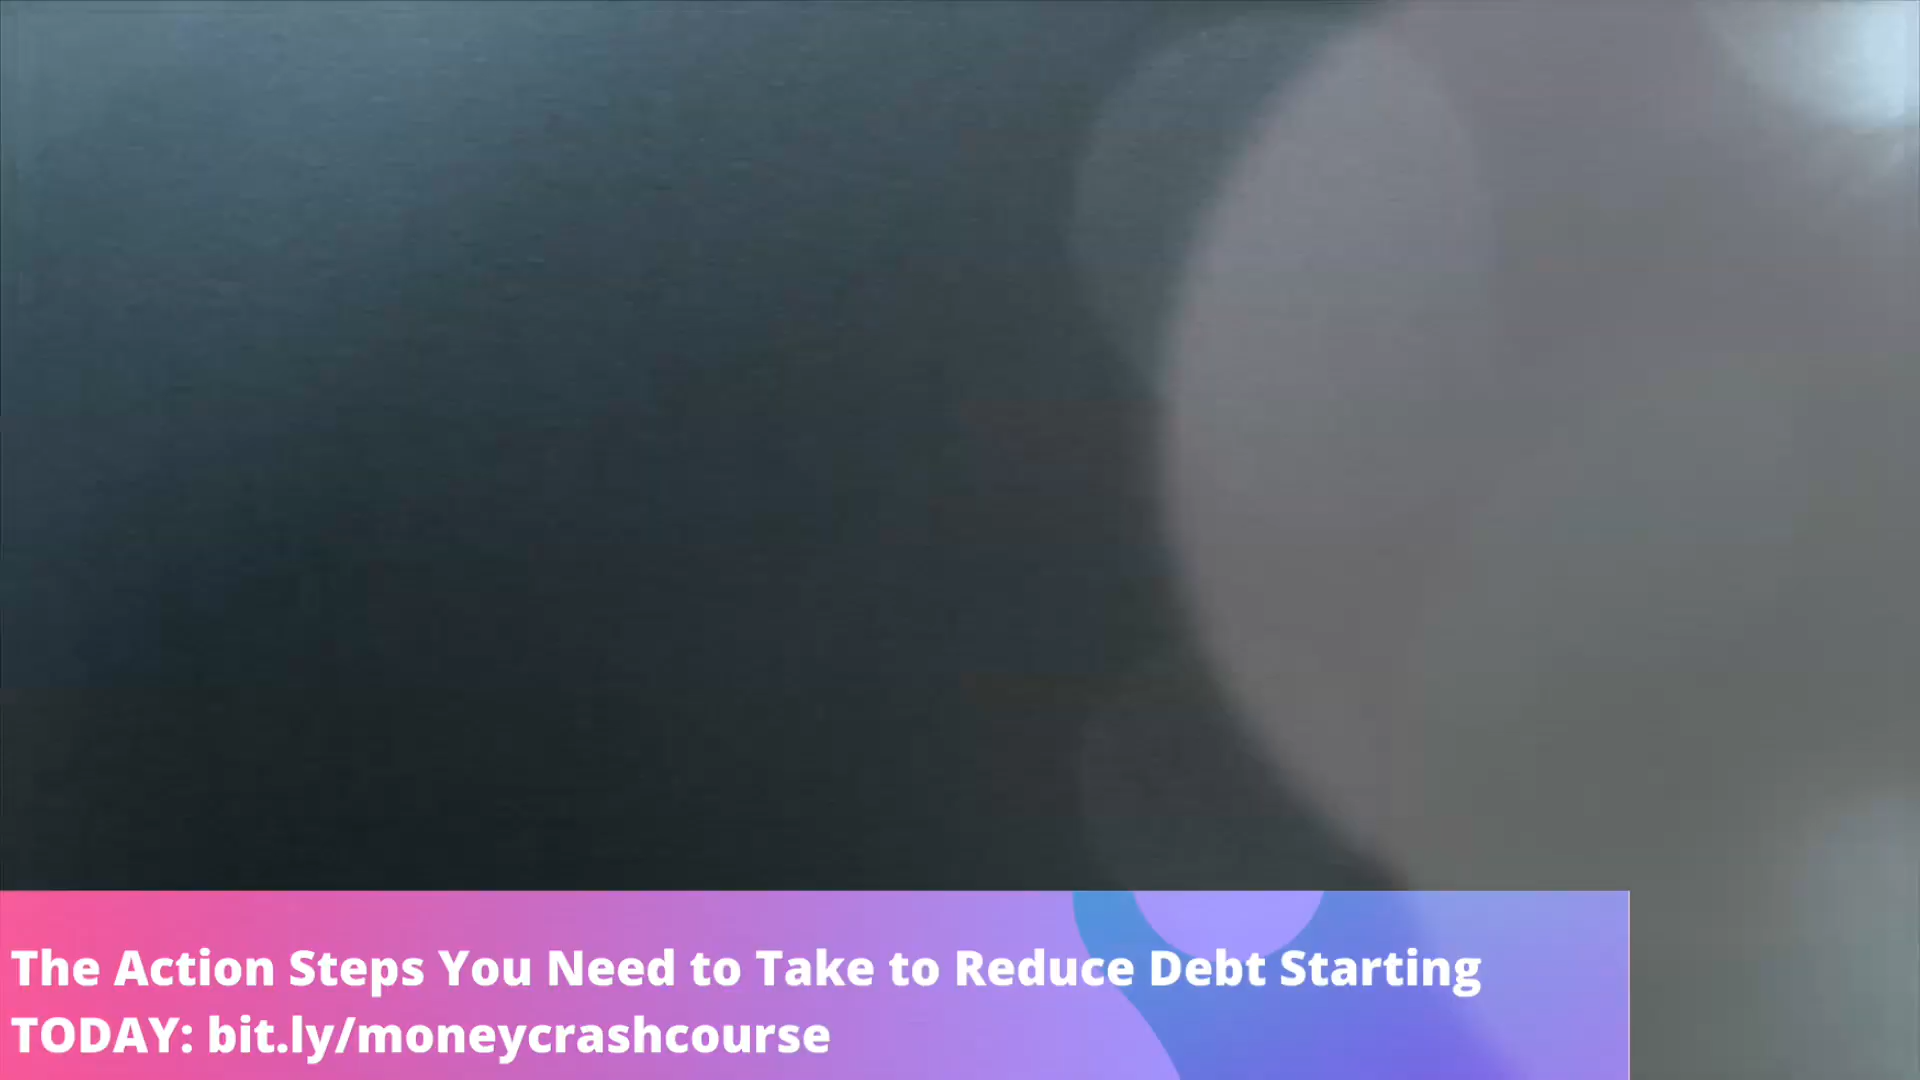 The Action Steps You Need to Take to Reduce Debt Starting
TODAY: bit.ly/moneycrashcourse